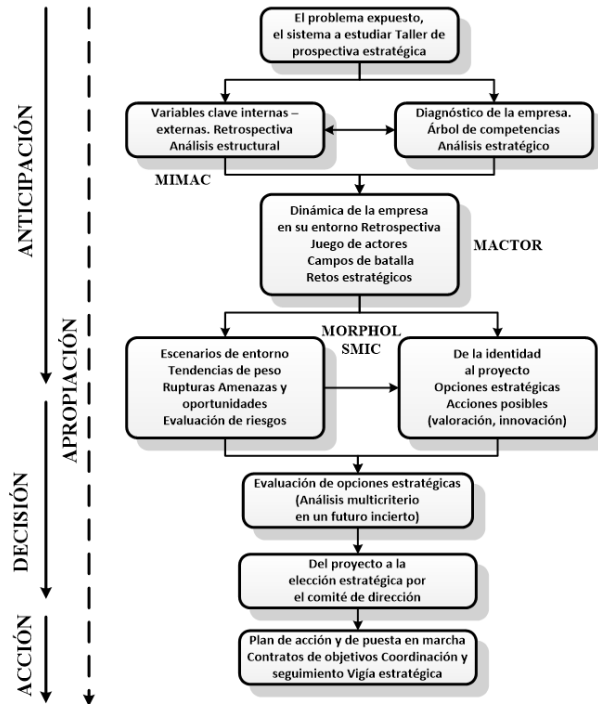 El problema expuesto,
el sistema a estudiar Taller de
prospectiva estratégica
Variables clave internas –
externas. Retrospectiva
Análisis estructural
Diagnóstico de la empresa.
Árbol de competencias
Análisis estratégico
MIMAC
Dinámica de la empresa
en su entorno Retrospectiva
Juego de actores
Campos de batalla
Retos estratégicos
MACTOR
MORPHOL
SMIC
Escenarios de entorno
Tendencias de peso
Rupturas Amenazas y
oportunidades
Evaluación de riesgos
De la identidad
al proyecto
Opciones estratégicas
Acciones posibles
(valoración, innovación)
Evaluación de opciones estratégicas
(Análisis multicriterio
en un futuro incierto)
Del proyecto a la
elección estratégica por
el comité de dirección
Plan de acción y de puesta en marcha
Contratos de objetivos Coordinación y
seguimiento Vigía estratégica
ANTICIPACIÓN
DECISIÓN
ACCIÓN
APROPIACIÓN